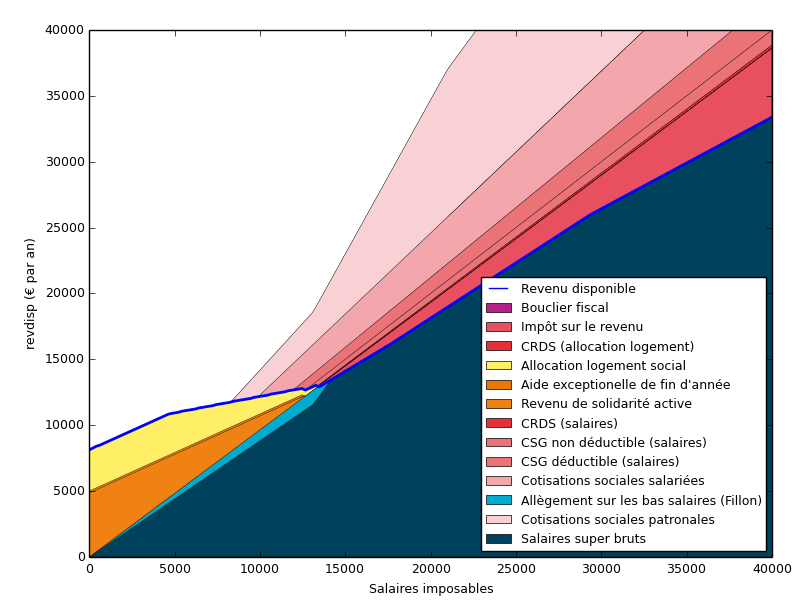 40000
35000
30000
25000
20000
15000
10000
5000
0
revdisp (€ par an)
Revenu disponible
Bouclier fiscal
Impôt sur le revenu
CRDS (allocation logement)
Allocation logement social
Aide exceptionelle de fin d'année
Revenu de solidarité active
CRDS (salaires)
CSG non déductible (salaires)
CSG déductible (salaires)
Cotisations sociales salariées
Allègement sur les bas salaires (Fillon)
Cotisations sociales patronales
Salaires super bruts
0 5000 10000 15000 20000 25000 30000 35000 40000
Salaires imposables